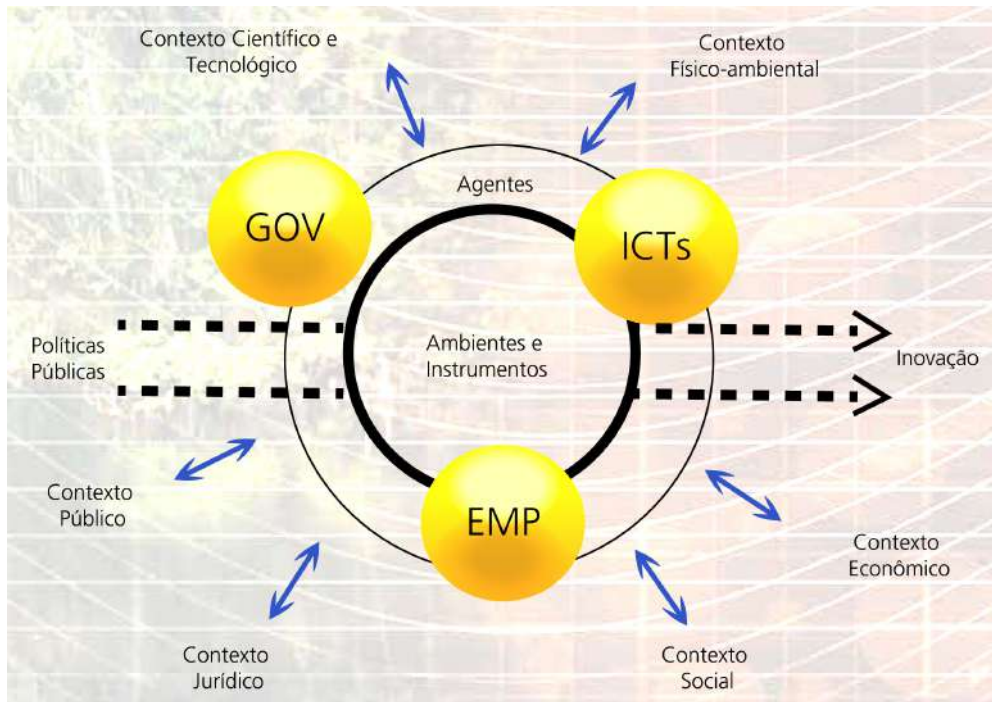 Contexto Científico e
Tecnológico
Contexto
Físico-ambiental
Agentes
GOV
ICTs
Políticas
Públicas
Ambientes e
Instrumentos
Inovação
Contexto
Público
EMP
Contexto
Econômico
Contexto
Jurídico
Contexto
Social